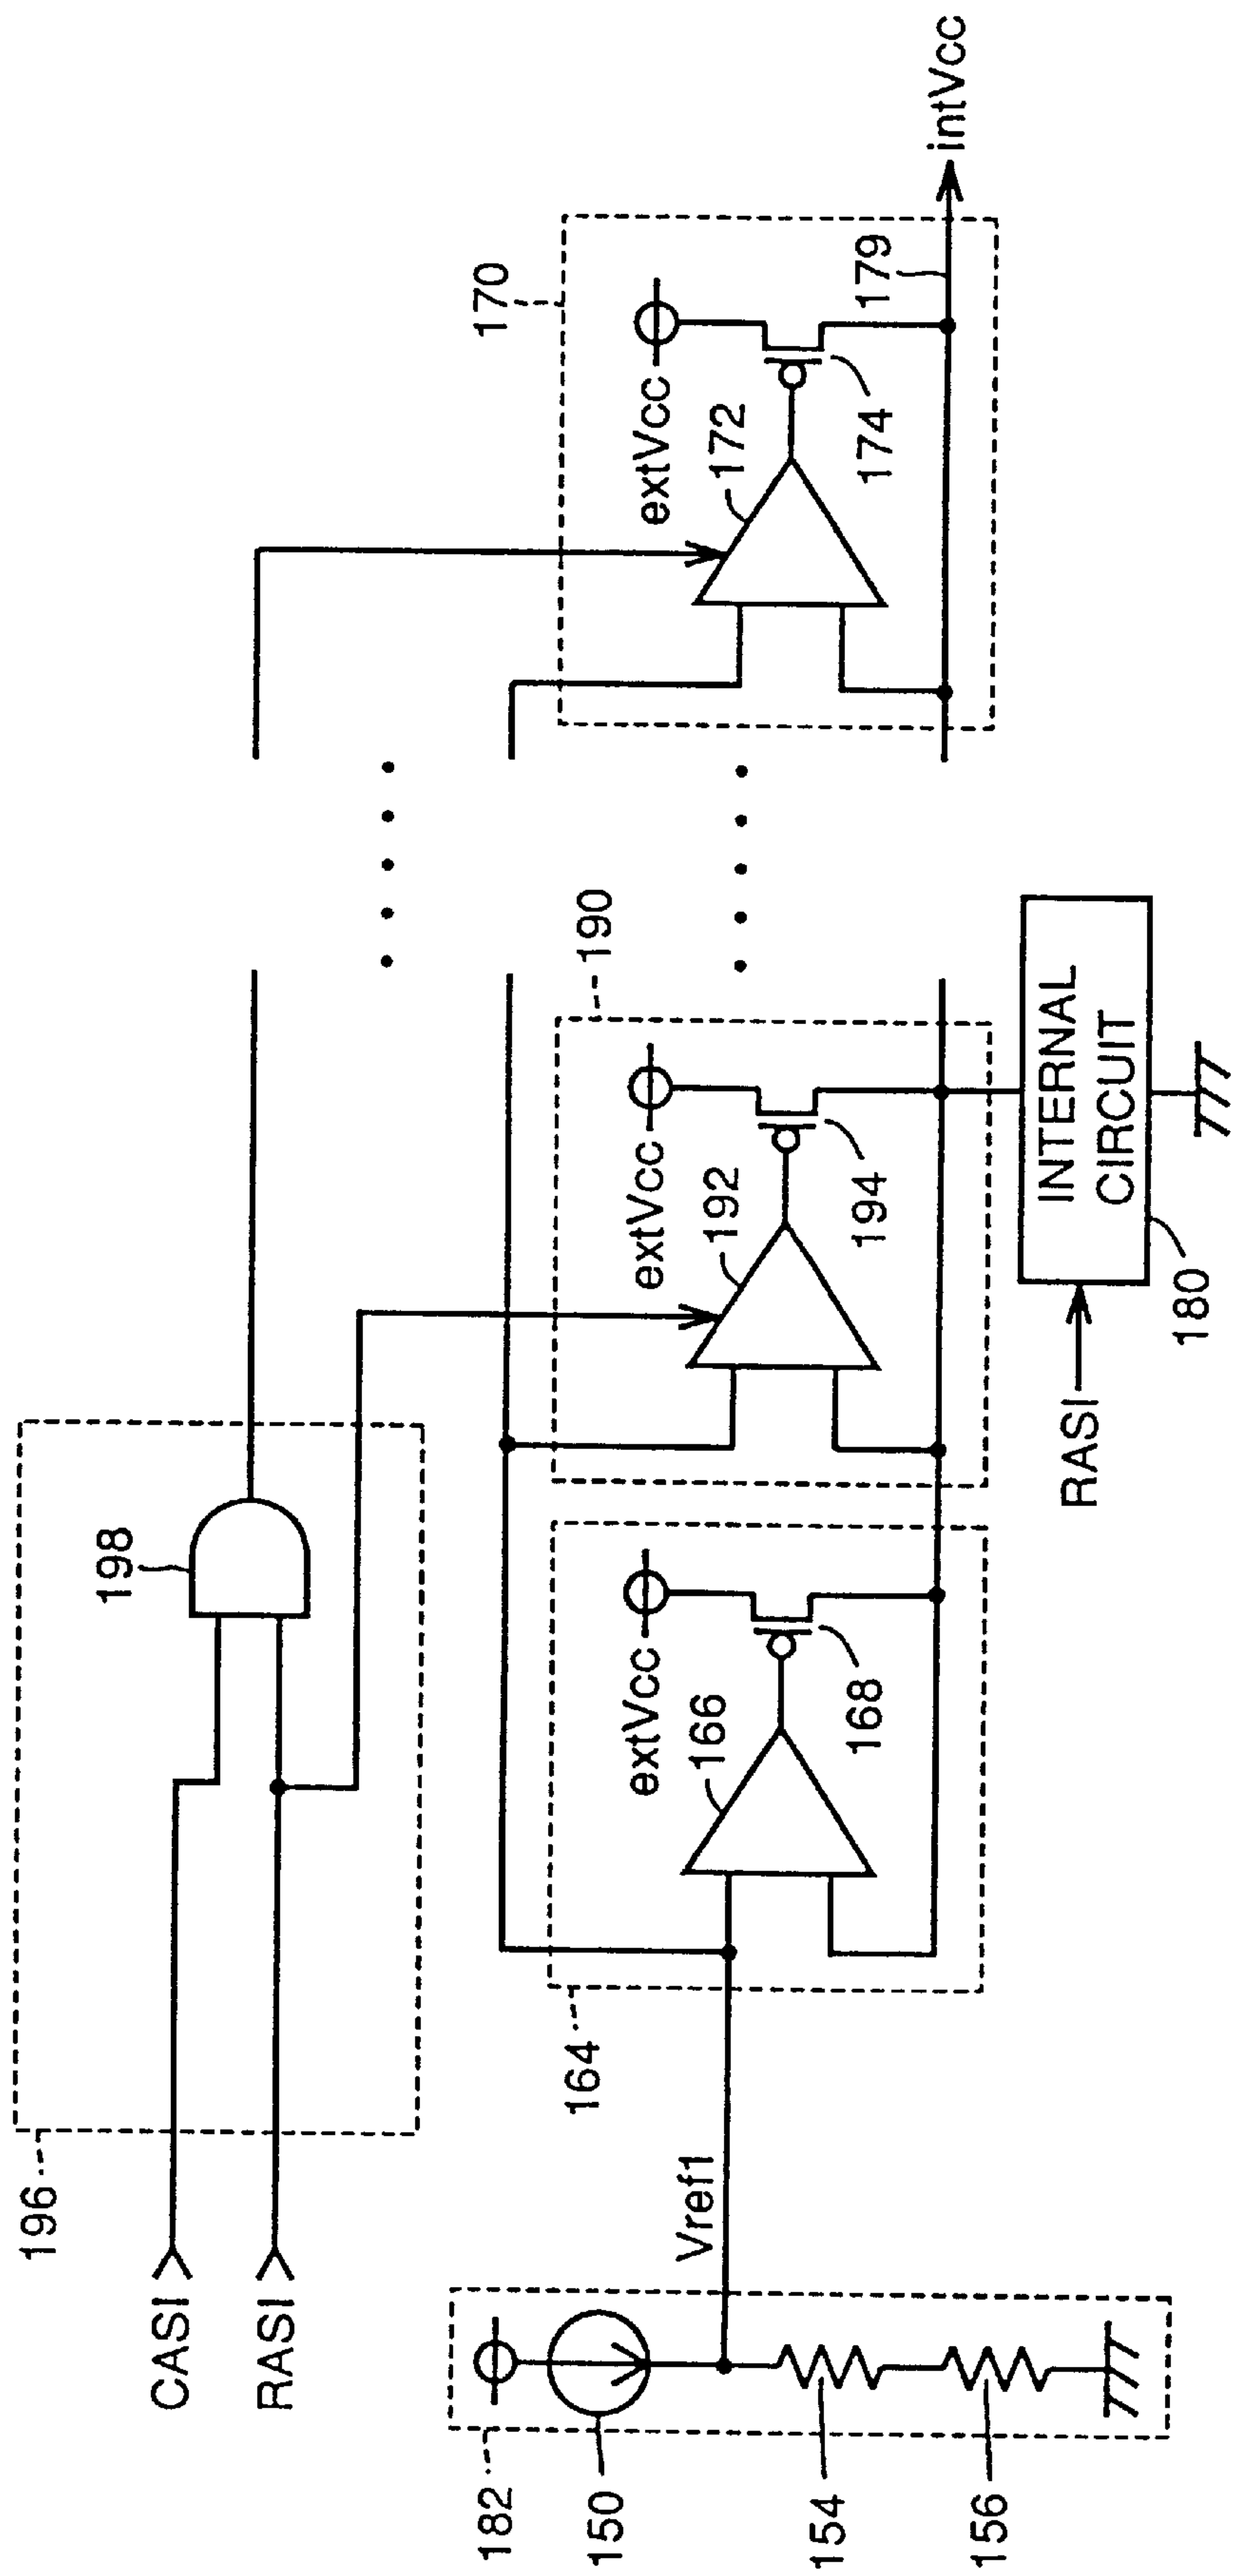 196
CASI
RASI
198
182
150
154
156
Vref1
164
extVcc
166
168
190
extVcc
192
194
RASI
INTERNAL
CIRCUIT
180
170
extVcc
172
174
179
intVcc